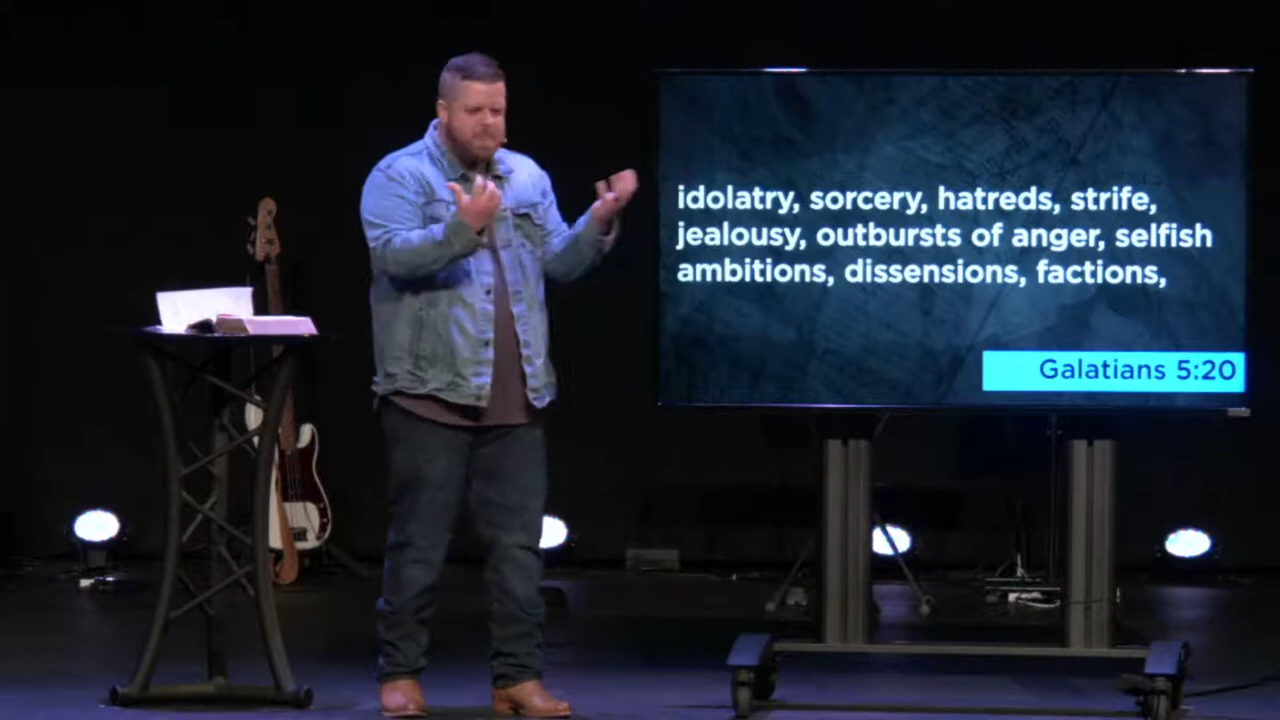 idolatry, sorcery, hatreds, strife,
jealousy, outbursts of anger, selfish
ambitions, dissensions, factions,
Galatians 5:20